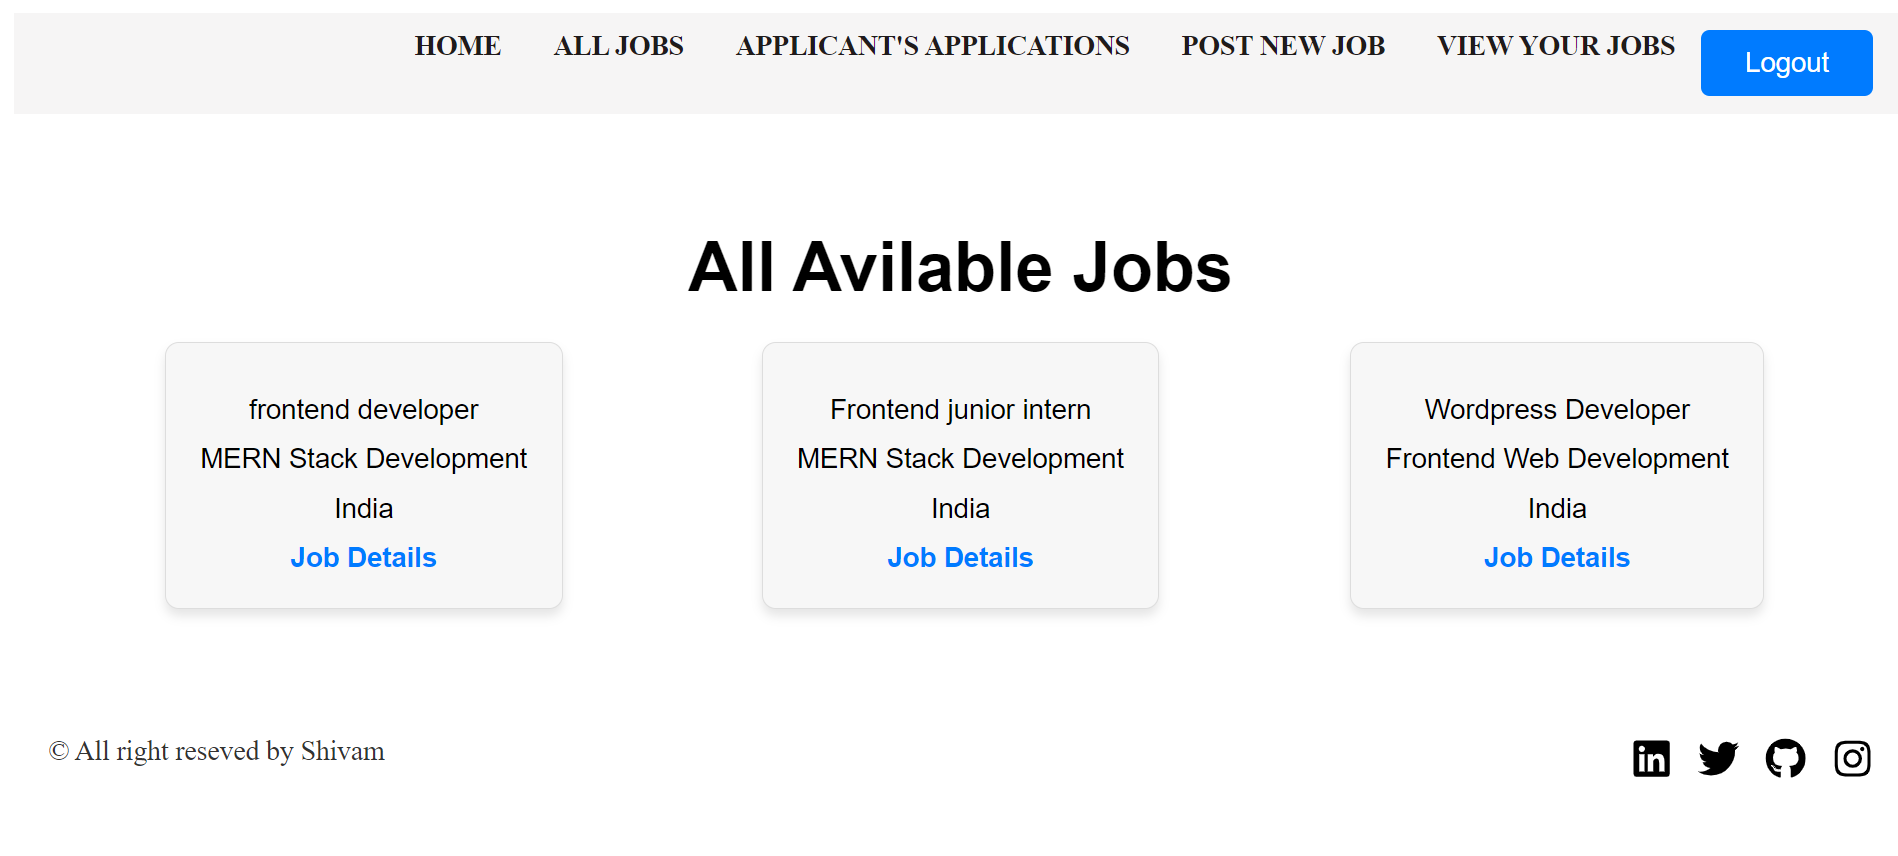 HOME ALL JOBS APPLICANT'S APPLICATIONS POST NEW JOB VIEW YOUR JOBS Logout
All Avilable Jobs
frontend developer
MERN Stack Development
India
Job Details
Frontend junior intern
MERN Stack Development
India
Job Details
Wordpress Developer
Frontend Web Development
India
Job Details
© All right reseved by Shivam